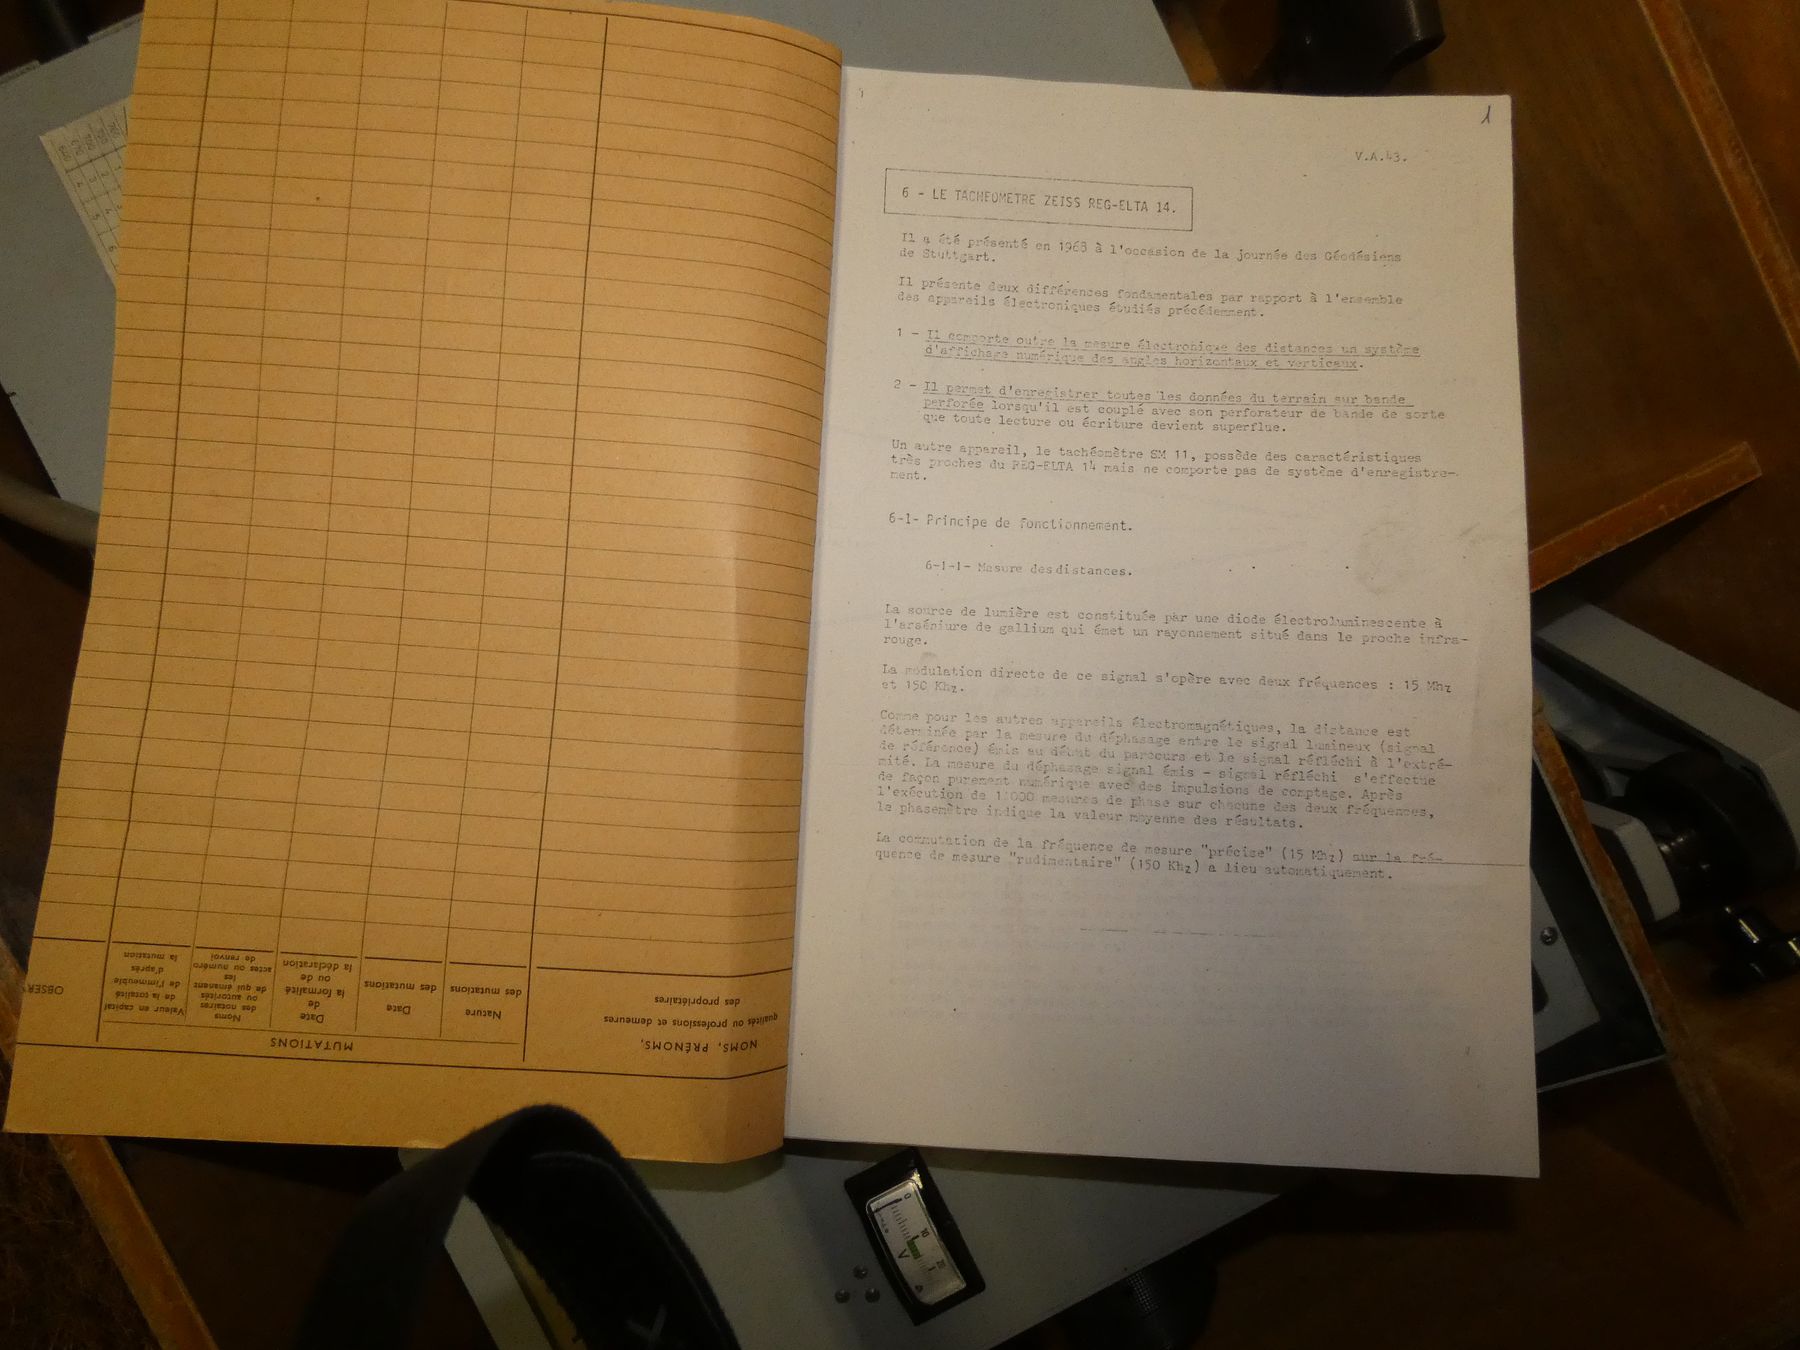 1
V.A.43.
6 - LE TACHEOMETRE ZEISS REG-ELTA 14.
Il a été présenté en 1968 à l'occasion de la journée des Géodésiens
de Stuttgart.
Il présente deux différences fondamentales par rapport à l'ensemble
des appareils électroniques étudiés précédemment.
1 - Il comporte outre la mesure électronique des distances un système
d'affichage numérique des angles horizontaux et verticaux.
2 - Il permet d'enregistrer toutes les données du terrain sur bande
perforée lorsqu'il est couplé avec son perforateur de bande de sorte
que toute lecture ou écriture devient superflue.
Un autre appareil, le tachéomètre SM 11, possède des caractéristiques
très proches du REG-ELTA 14 mais ne comporte pas de système d'enregistre-
ment.
6-1- Principe de fonctionnement.
6-1-1- Mesure des distances.
La source de lumière est constituée par une diode électroluminescente à
l'arséniure de gallium qui émet un rayonnement situé dans le proche infra-
rouge.
La modulation directe de ce signal s'opère avec deux fréquences : 15 Mhz
et 150 Khz.
Comme pour les autres appareils électromagnétiques, la distance est
déterminée par la mesure du déphasage entre le signal lumineux (signal
de référence) émis au début du parcours et le signal réfléchi à l'extré-
mité. La mesure du déphasage signal émis - signal réfléchi s'effectue
de façon purement numérique avec des impulsions de comptage. Après
l'exécution de mesures de phase sur chacune des deux fréquences,
le phasemètre indique la valeur moyenne des résultats.
La commutation de la fréquence de mesure "précise" (15 Mhz) sur la fré-
quence de mesure "rudimentaire" (150 Khz) a lieu automatiquement.
NOMS, PRÉNOMS,
qualités ou professions et demeures
des propriétaires
MUTATIONS
Nature
des mutations
Date
des mutations
Date
de
la formalité
ou de
la déclaration
Noms
des notaires
ou autorités
de qui émanent
les
actes ou numéro
de renvoi
Valeur en capital
de la totalité
de l'immeuble
d'après
la mutation
OBSER
0
10
20
V